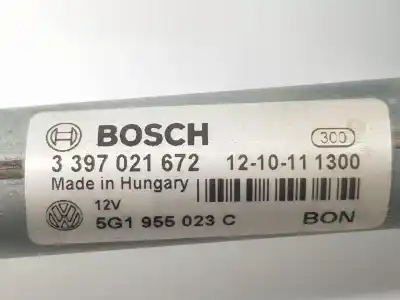 BOSCH 300
3 397 021 672 12-10-11 1300
Made in Hungary
12V
5G1 955 023 C BON